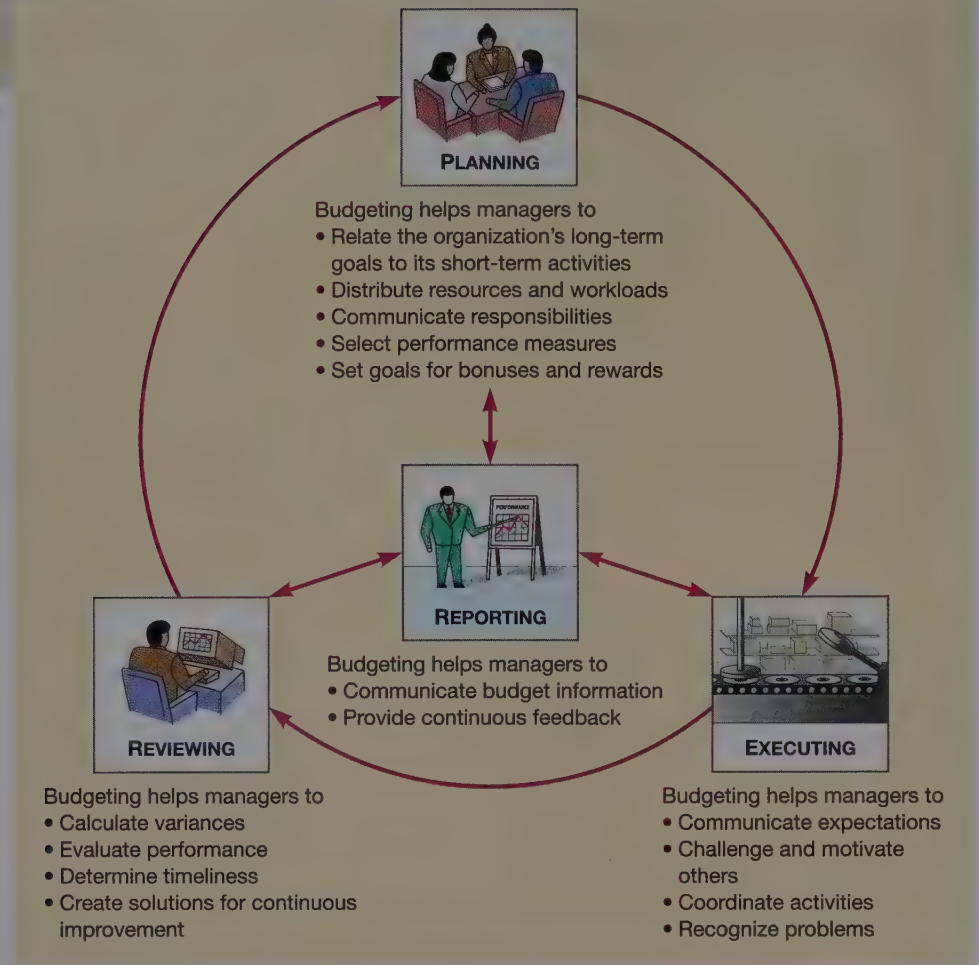 PLANNING
Budgeting helps managers to
• Relate the organization's long-term
goals to its short-term activities
• Distribute resources and workloads
• Communicate responsibilities
• Select performance measures
• Set goals for bonuses and rewards
PERFORMANCE
REPORTING
Budgeting helps managers to
• Communicate budget information
• Provide continuous feedback
REVIEWING
Budgeting helps managers to
• Calculate variances
• Evaluate performance
• Determine timeliness
• Create solutions for continuous
improvement
EXECUTING
Budgeting helps managers to
• Communicate expectations
• Challenge and motivate
others
• Coordinate activities
• Recognize problems